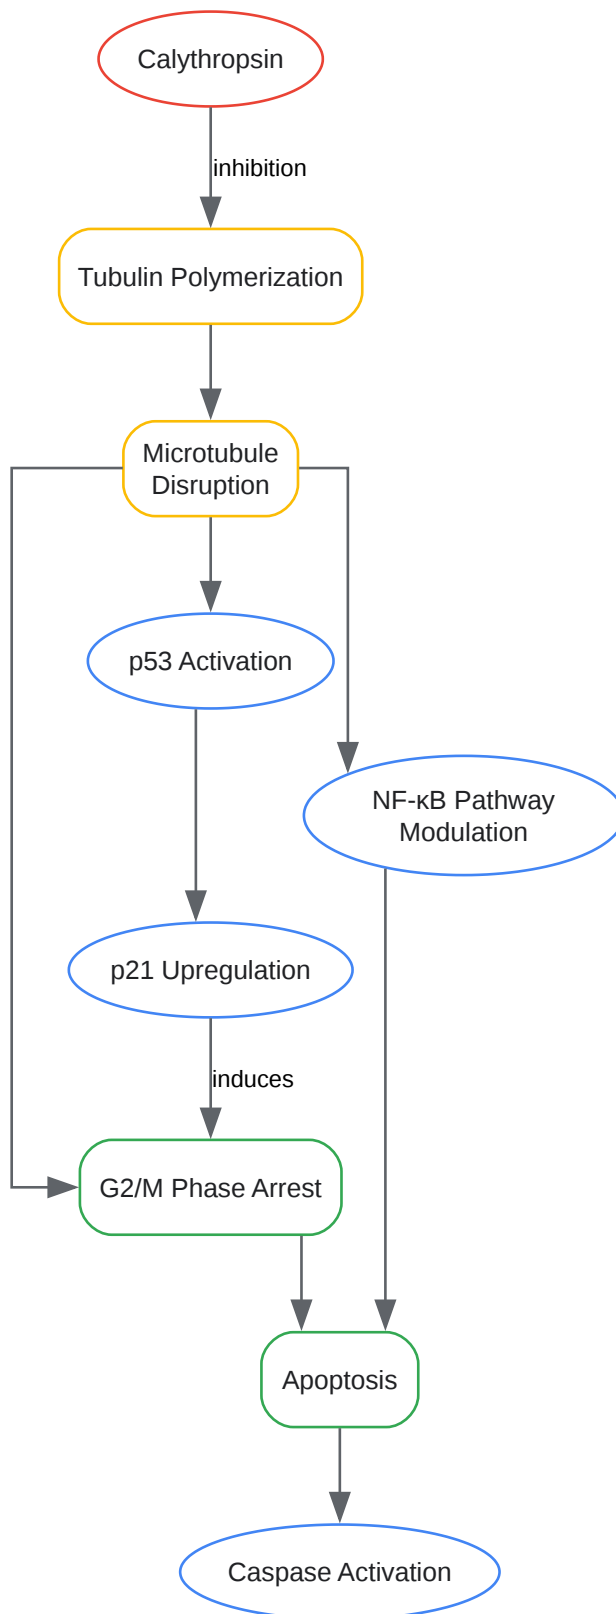 Calythropsin
inhibition
Tubulin Polymerization
Microtubule
Disruption
p53 Activation
NF-κB Pathway
Modulation
p21 Upregulation
induces
G2/M Phase Arrest
Apoptosis
Caspase Activation